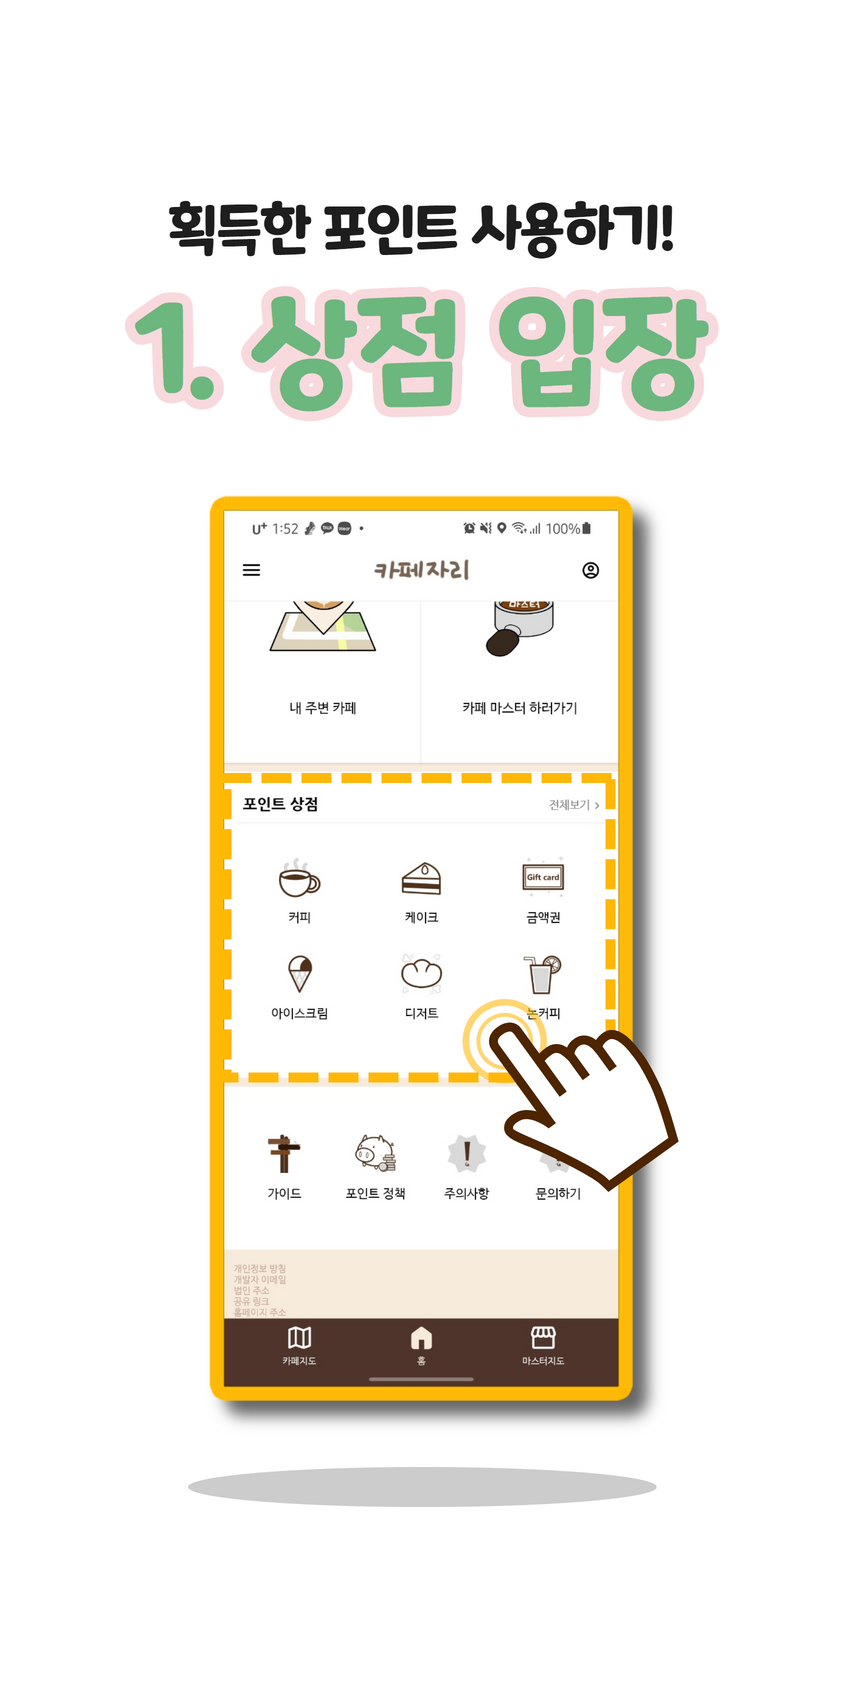 획득한 포인트 사용하기!
1. 상점 입장
U+ 1:52 TALK Wear 100%
카페자리
마스터
내 주변 카페
카페 마스터 하러가기
포인트 상점
전체보기 >
Gift card
커피
케이크
금액권
아이스크림
디저트
논커피
가이드
포인트 정책
주의사항
문의하기
개인정보 방침
개발자 이메일
법인 주소
공유 링크
홈페이지 주소
카페지도
홈
마스터지도